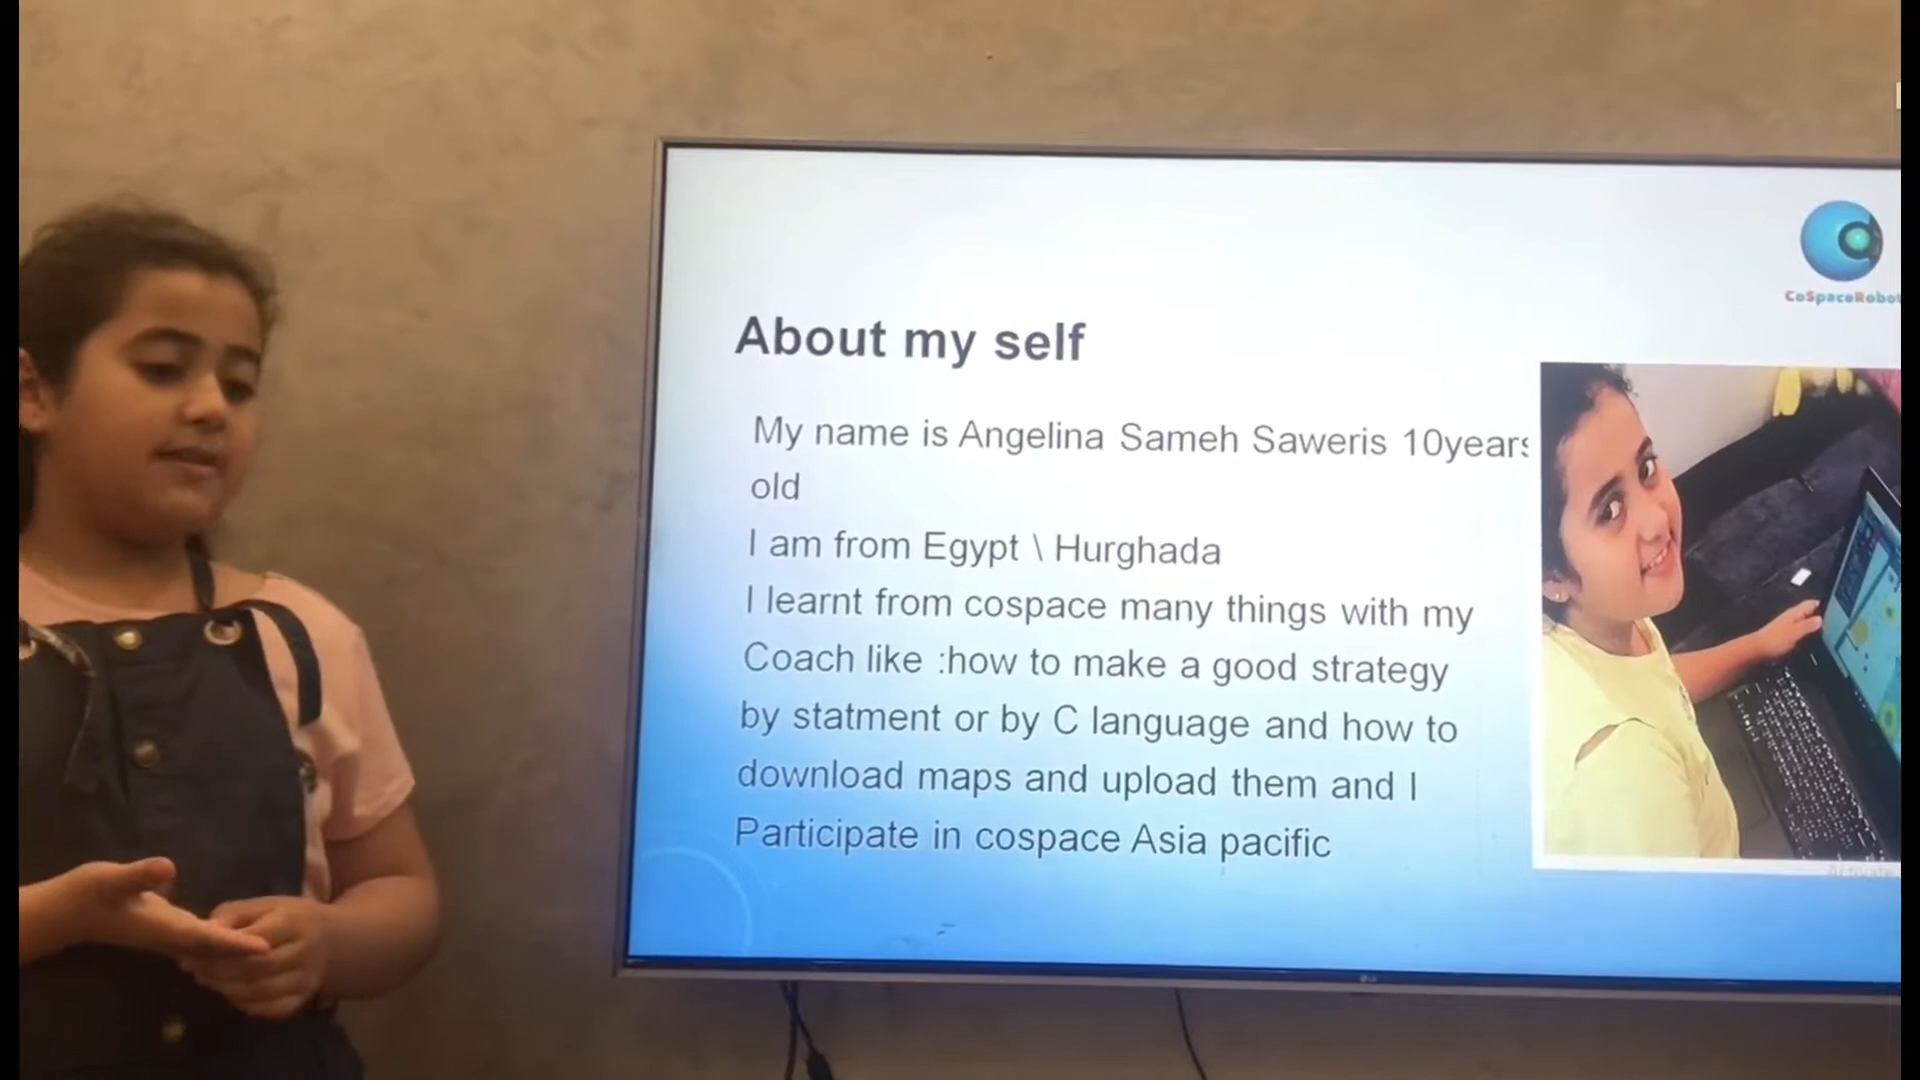 CoSpaceRobot
About my self
My name is Angelina Sameh Saweris 10years
old
I am from Egypt \ Hurghada
I learnt from cospace many things with my
Coach like :how to make a good strategy
by statment or by C language and how to
download maps and upload them and I
Participate in cospace Asia pacific
LG